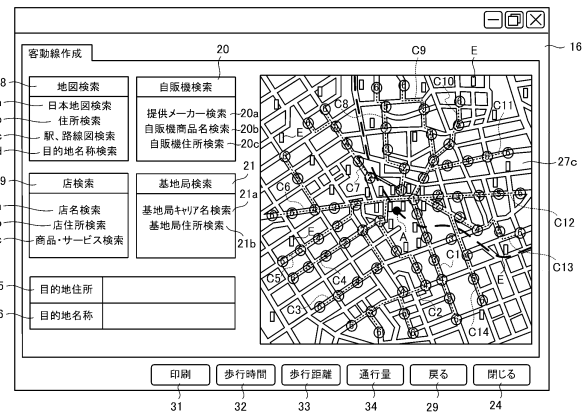 客動線作成
16
8
地図検索
日本地図検索
住所検索
駅、路線図検索
目的地名称検索
20
自販機検索
提供メーカー検索
20a
自販機商品名検索
20b
自販機住所検索
20c
9
店検索
店名検索
店住所検索
商品・サービス検索
21
基地局検索
21a
基地局キャリア名検索
基地局住所検索
21b
5
目的地住所
6
目的地名称
C9
E
C10
C8
C11
E
27c
C7
C6
C12
E
A
C13
C5
C4
C1
E
C3
C2
C14
印刷
歩行時間
歩行距離
通行量
戻る
閉じる
31
32
33
34
29
24